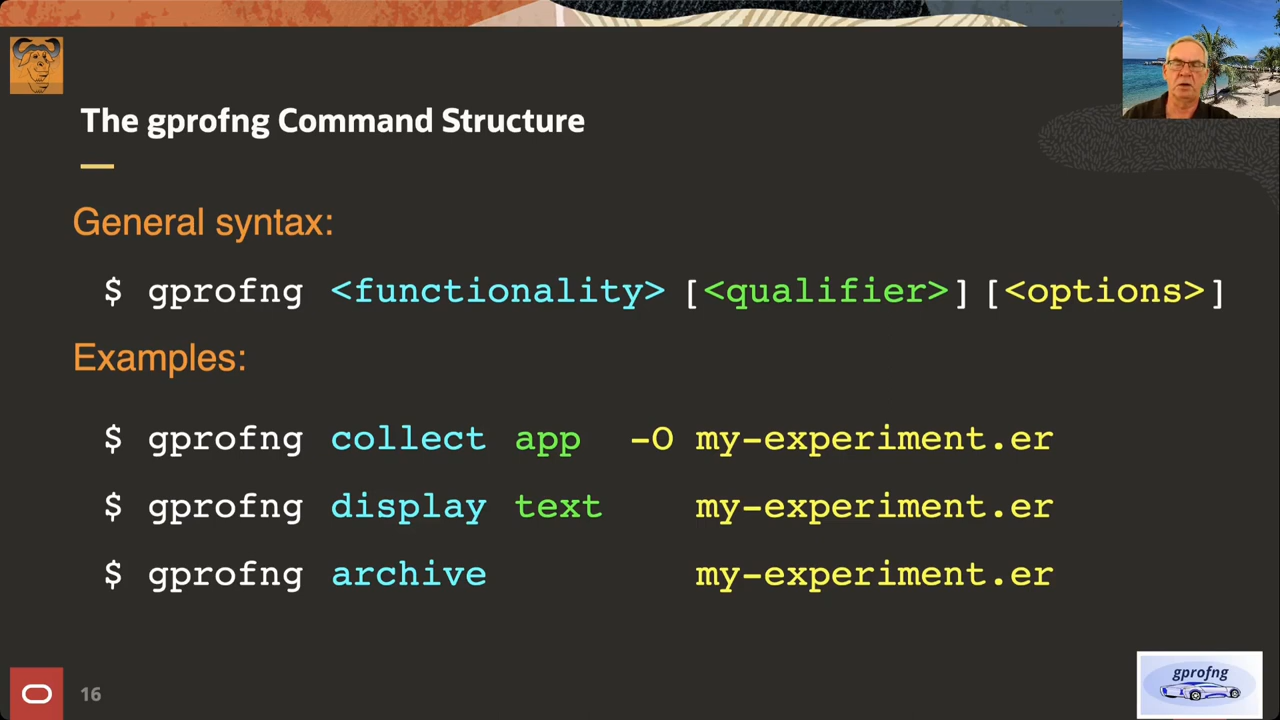 The gprofng Command Structure
General syntax:
$ gprofng <functionality> [<qualifier>] [<options>]
Examples:
$ gprofng collect app -O my-experiment.er
$ gprofng display text my-experiment.er
$ gprofng archive my-experiment.er
16
gprofng